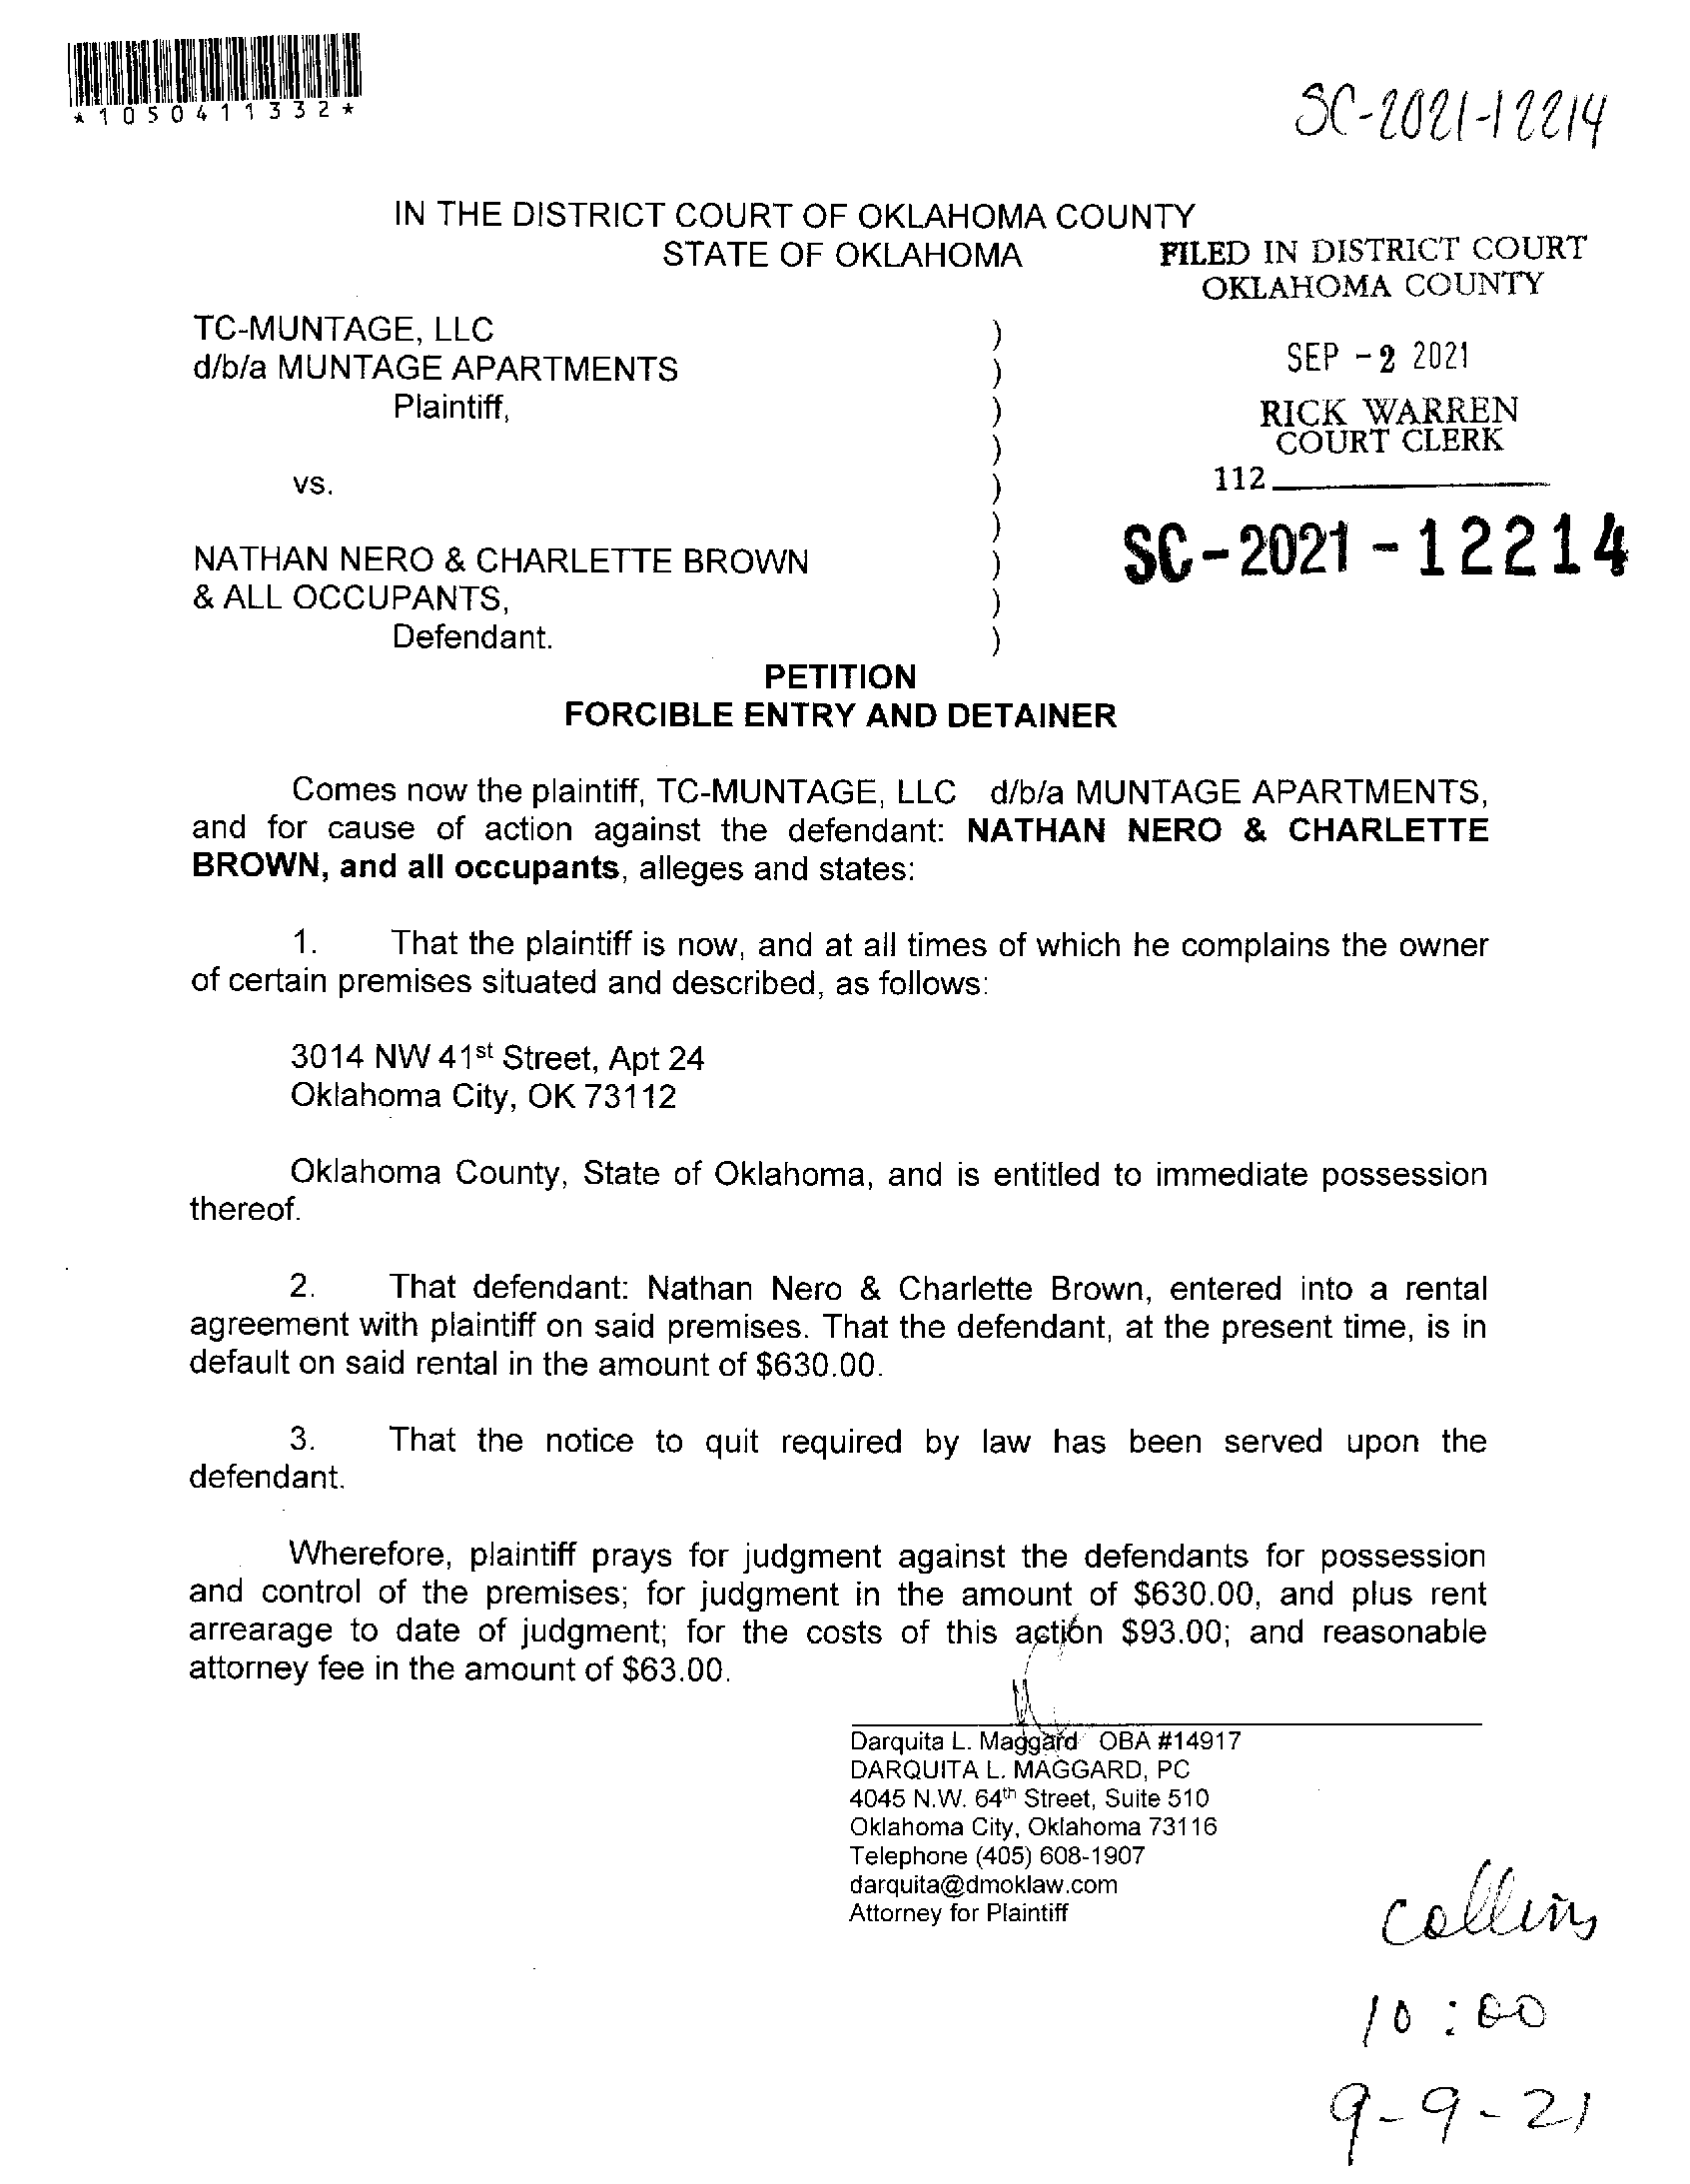 *1050411332*
SC-2021-12214
IN THE DISTRICT COURT OF OKLAHOMA COUNTY
STATE OF OKLAHOMA
FILED IN DISTRICT COURT
OKLAHOMA COUNTY
SEP -2 2021
RICK WARREN
COURT CLERK
112
SC-2021-12214
TC-MUNTAGE, LLC )
d/b/a MUNTAGE APARTMENTS )
Plaintiff, )
)
vs. )
)
NATHAN NERO & CHARLETTE BROWN )
& ALL OCCUPANTS, )
Defendant. )
PETITION
FORCIBLE ENTRY AND DETAINER
Comes now the plaintiff, TC-MUNTAGE, LLC d/b/a MUNTAGE APARTMENTS,
and for cause of action against the defendant: NATHAN NERO & CHARLETTE
BROWN, and all occupants, alleges and states:
1. That the plaintiff is now, and at all times of which he complains the owner
of certain premises situated and described, as follows:
3014 NW 41st Street, Apt 24
Oklahoma City, OK 73112
Oklahoma County, State of Oklahoma, and is entitled to immediate possession
thereof.
2. That defendant: Nathan Nero & Charlette Brown, entered into a rental
agreement with plaintiff on said premises. That the defendant, at the present time, is in
default on said rental in the amount of $630.00.
3. That the notice to quit required by law has been served upon the
defendant.
Wherefore, plaintiff prays for judgment against the defendants for possession
and control of the premises; for judgment in the amount of $630.00, and plus rent
arrearage to date of judgment; for the costs of this action $93.00; and reasonable
attorney fee in the amount of $63.00.
Darquita L. Maggard OBA #14917
DARQUITA L. MAGGARD, PC
4045 N.W. 64th Street, Suite 510
Oklahoma City, Oklahoma 73116
Telephone (405) 608-1907
darquita@dmoklaw.com
Attorney for Plaintiff
Collins
10:00
9-9-21